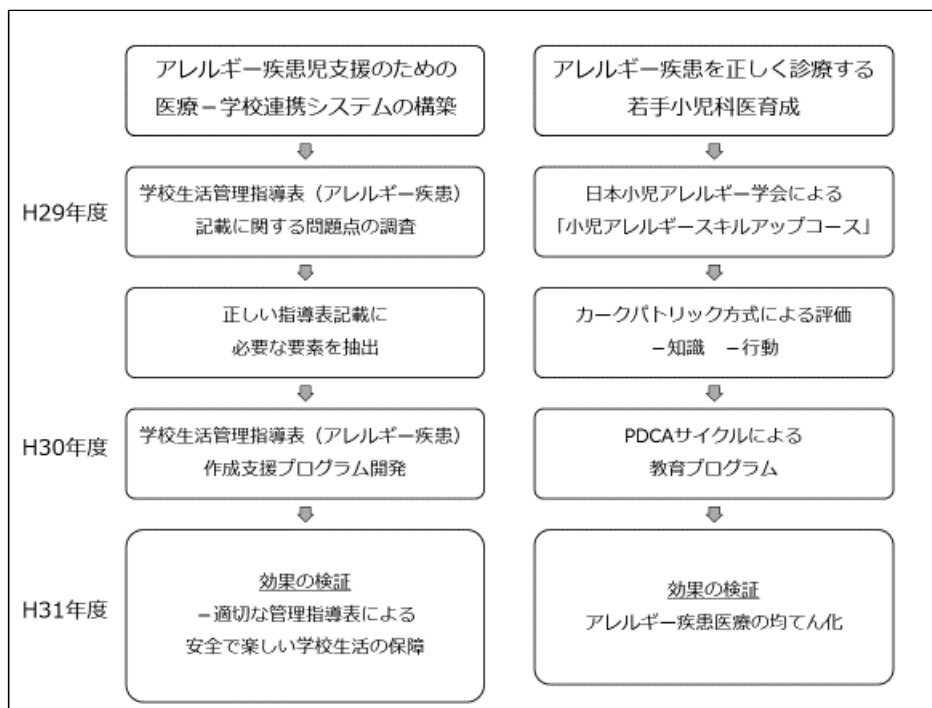 アレルギー疾患児支援のための
医療－学校連携システムの構築
アレルギー疾患を正しく診療する
若手小児科医育成
H29年度
学校生活管理指導表（アレルギー疾患）
記載に関する問題点の調査
日本小児アレルギー学会による
「小児アレルギースキルアップコース」
正しい指導表記載に
必要な要素を抽出
カークパトリック方式による評価
－知識　－行動
H30年度
学校生活管理指導表（アレルギー疾患）
作成支援プログラム開発
PDCAサイクルによる
教育プログラム
H31年度
効果の検証
－適切な管理指導表による
安全で楽しい学校生活の保障
効果の検証
アレルギー疾患医療の均てん化